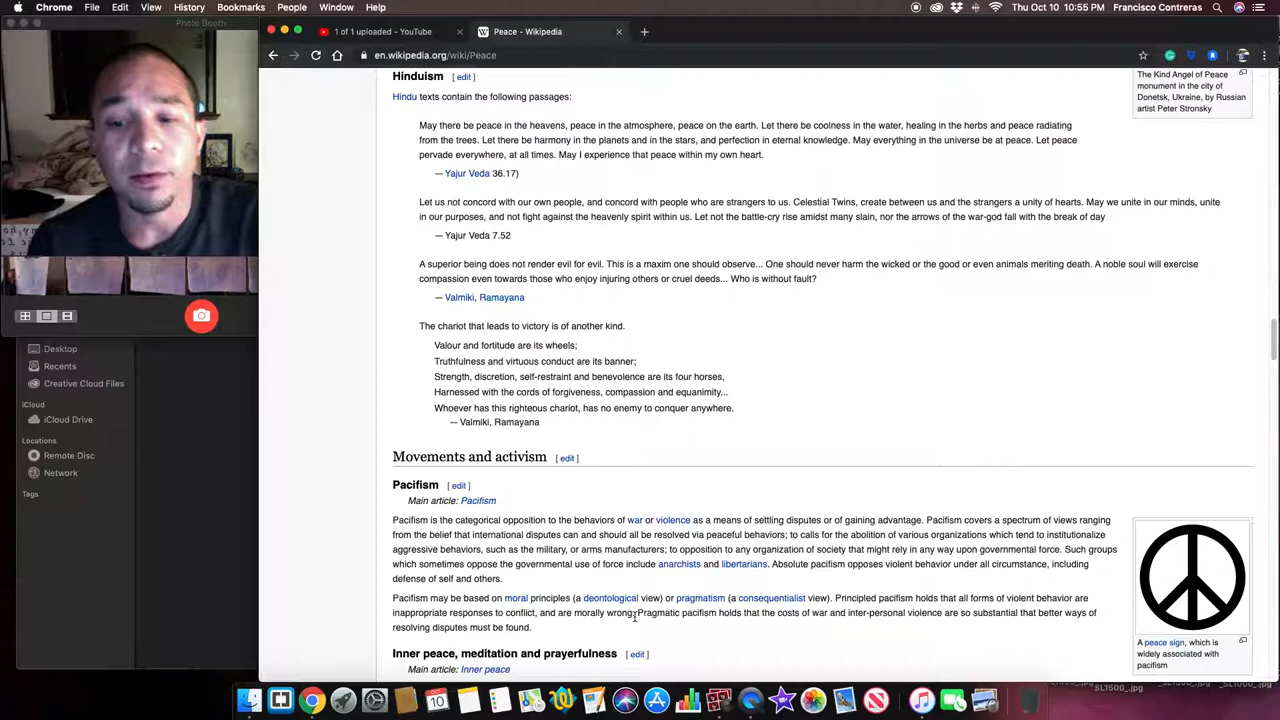 Chrome File Edit View History Bookmarks People Window Help
Thu Oct 10 10:55 PM Francisco Contreras
Photo Booth
1 of 1 uploaded - YouTube
Peace - Wikipedia
en.wikipedia.org/wiki/Peace
Hinduism [ edit ]
Hindu texts contain the following passages:
May there be peace in the heavens, peace in the atmosphere, peace on the earth. Let there be coolness in the water, healing in the herbs and peace radiating
from the trees. Let there be harmony in the planets and in the stars, and perfection in eternal knowledge. May everything in the universe be at peace. Let peace
pervade everywhere, at all times. May I experience that peace within my own heart.
— Yajur Veda 36.17)
Let us not concord with our own people, and concord with people who are strangers to us. Celestial Twins, create between us and the strangers a unity of hearts. May we unite in our minds, unite
in our purposes, and not fight against the heavenly spirit within us. Let not the battle-cry rise amidst many slain, nor the arrows of the war-god fall with the break of day
— Yajur Veda 7.52
A superior being does not render evil for evil. This is a maxim one should observe... One should never harm the wicked or the good or even animals meriting death. A noble soul will exercise
compassion even towards those who enjoy injuring others or cruel deeds... Who is without fault?
— Valmiki, Ramayana
The chariot that leads to victory is of another kind.
Valour and fortitude are its wheels;
Truthfulness and virtuous conduct are its banner;
Strength, discretion, self-restraint and benevolence are its four horses,
Harnessed with the cords of forgiveness, compassion and equanimity...
Whoever has this righteous chariot, has no enemy to conquer anywhere.
— Valmiki, Ramayana
The Kind Angel of Peace
monument in the city of
Donetsk, Ukraine, by Russian
artist Peter Stronsky
Movements and activism [ edit ]
Pacifism [ edit ]
Main article: Pacifism
Pacifism is the categorical opposition to the behaviors of war or violence as a means of settling disputes or of gaining advantage. Pacifism covers a spectrum of views ranging
from the belief that international disputes can and should all be resolved via peaceful behaviors; to calls for the abolition of various organizations which tend to institutionalize
aggressive behaviors, such as the military, or arms manufacturers; to opposition to any organization of society that might rely in any way upon governmental force. Such groups
which sometimes oppose the governmental use of force include anarchists and libertarians. Absolute pacifism opposes violent behavior under all circumstance, including
defense of self and others.
Pacifism may be based on moral principles (a deontological view) or pragmatism (a consequentialist view). Principled pacifism holds that all forms of violent behavior are
inappropriate responses to conflict, and are morally wrong. Pragmatic pacifism holds that the costs of war and inter-personal violence are so substantial that better ways of
resolving disputes must be found.
A peace sign, which is
widely associated with
pacifism
Inner peace, meditation and prayerfulness [ edit ]
Main article: Inner peace
Desktop
Recents
Creative Cloud Files
iCloud
iCloud Drive
Locations
Remote Disc
Network
Tags